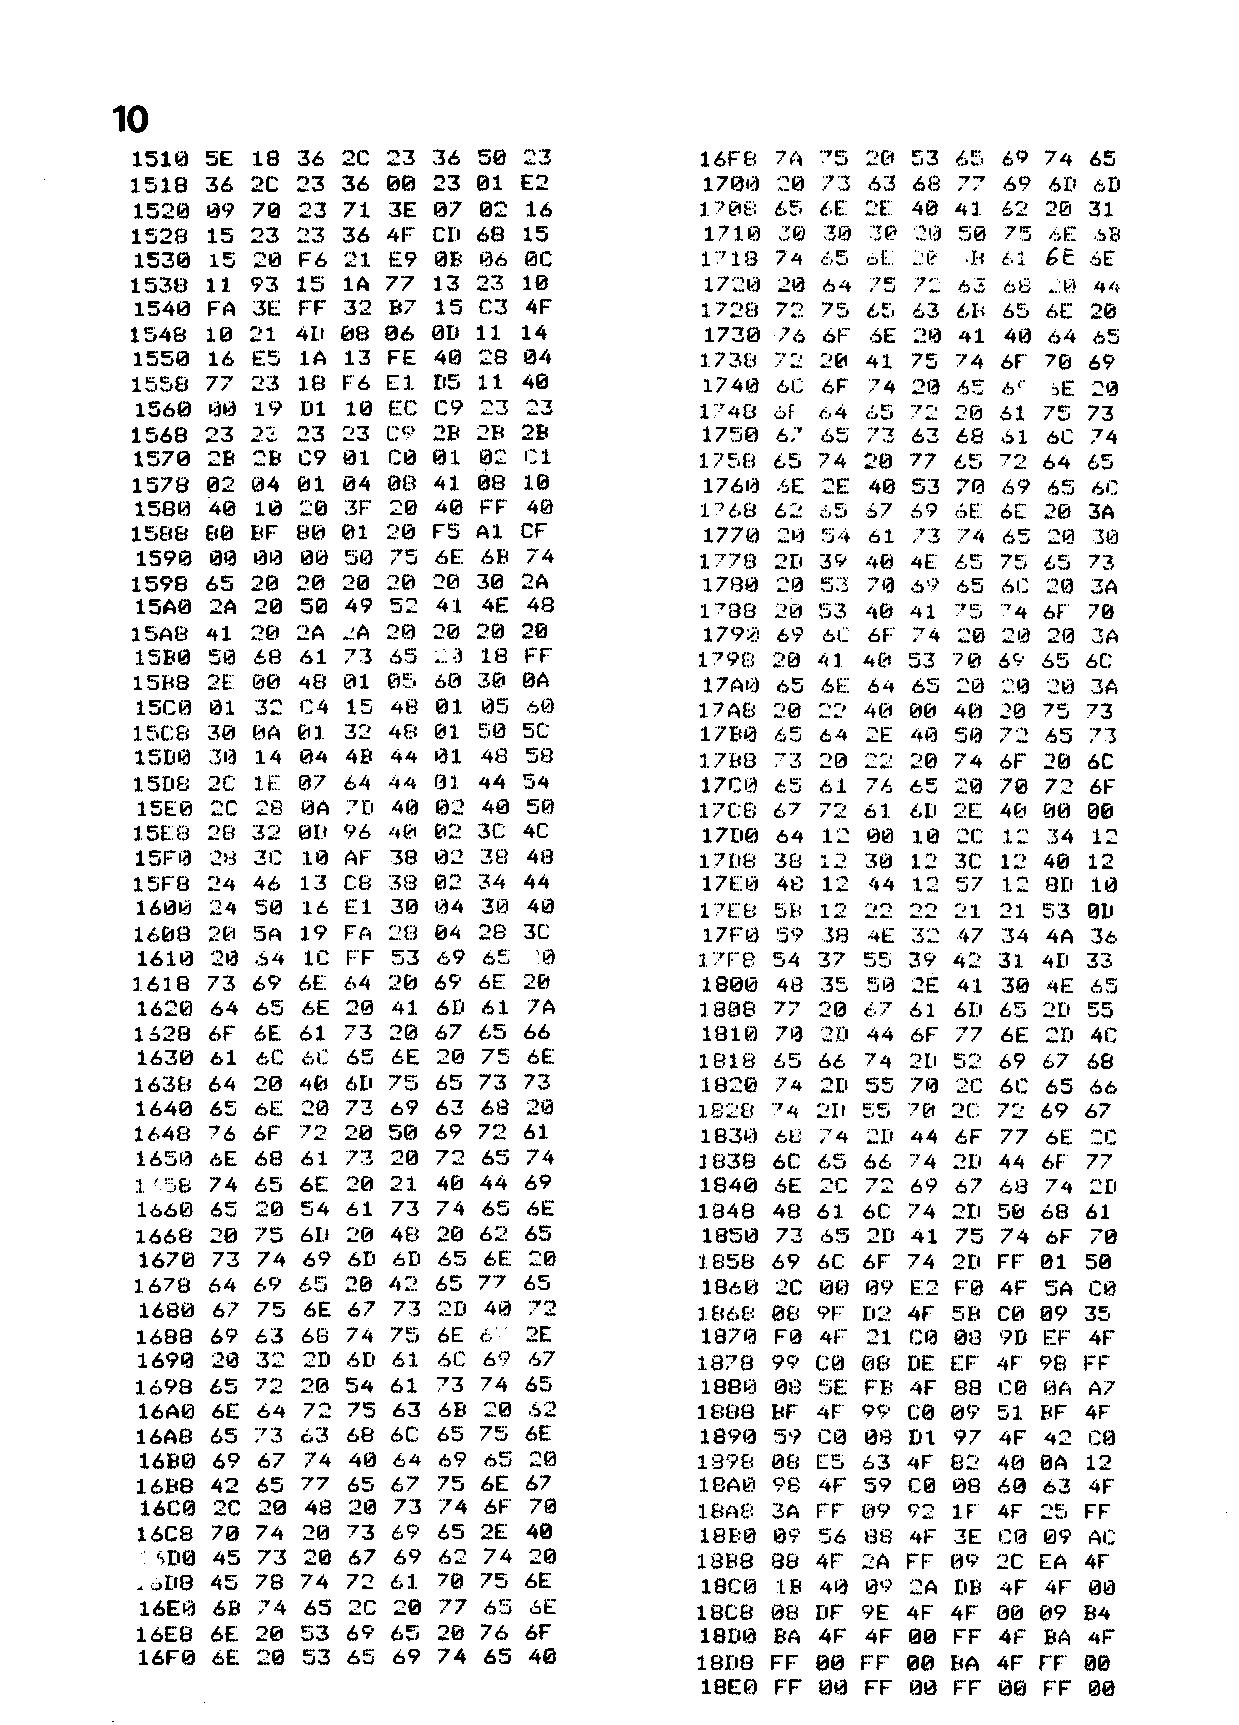 10
1510 5E 18 36 2C 23 36 50 23
1518 36 2C 23 36 00 23 01 E2
1520 09 70 23 71 3E 07 02 16
1528 15 23 23 36 4F CD 68 15
1530 15 20 F6 21 E9 0B 06 0C
1538 11 93 15 1A 77 13 23 10
1540 FA 3E FF 32 B7 15 C3 4F
1548 10 21 4D 08 06 0D 11 14
1550 16 E5 1A 13 FE 40 28 04
1558 77 23 18 F6 E1 D5 11 40
1560 00 19 D1 10 EC C9 23 23
1568 23 23 23 23 C9 2B 2B 2B
1570 2B 2B C9 01 C0 01 02 C1
1578 02 04 01 04 08 41 08 10
1580 40 10 20 3F 20 40 FF 40
1588 80 BF 80 01 20 F5 A1 CF
1590 00 00 00 50 75 6E 6B 74
1598 65 20 20 20 20 20 30 2A
15A0 2A 20 50 49 52 41 4E 48
15A8 41 20 2A 2A 20 20 20 20
15B0 50 68 61 73 65 20 18 FF
15B8 2E 00 48 01 05 60 30 0A
15C0 01 32 C4 15 48 01 05 60
15C8 30 0A 01 32 48 01 50 5C
15D0 30 14 04 4B 44 01 48 58
15D8 2C 1E 07 64 44 01 44 54
15E0 2C 28 0A 7D 40 02 40 50
15E8 28 32 0D 96 40 02 3C 4C
15F0 28 3C 10 AF 38 02 38 48
15F8 24 46 13 C8 38 02 34 44
1600 24 50 16 E1 30 04 30 40
1608 20 5A 19 FA 28 04 28 3C
1610 20 64 1C FF 53 69 65 20
1618 73 69 6E 64 20 69 6E 20
1620 64 65 6E 20 41 6D 61 7A
1628 6F 6E 61 73 20 67 65 66
1630 61 6C 6C 65 6E 20 75 6E
1638 64 20 40 6D 75 65 73 73
1640 65 6E 20 73 69 63 68 20
1648 76 6F 72 20 50 69 72 61
1650 6E 68 61 73 20 72 65 74
1658 74 65 6E 20 21 40 44 69
1660 65 20 54 61 73 74 65 6E
1668 20 75 6D 20 48 20 62 65
1670 73 74 69 6D 6D 65 6E 20
1678 64 69 65 20 42 65 77 65
1680 67 75 6E 67 73 2D 40 72
1688 69 63 68 74 75 6E 2E
1690 20 32 2D 6D 61 6C 69 67
1698 65 72 20 54 61 73 74 65
16A0 6E 64 72 75 63 6B 20 62
16A8 65 73 63 68 6C 65 75 6E
16B0 69 67 74 40 64 69 65 20
16B8 42 65 77 65 67 75 6E 67
16C0 2C 20 48 20 73 74 6F 70
16C8 70 74 20 73 69 65 2E 40
16D0 45 73 20 67 69 62 74 20
16D8 45 78 74 72 61 70 75 6E
16E0 6B 74 65 2C 20 77 65 6E
16E8 6E 20 53 69 65 20 76 6F
16F0 6E 20 53 65 69 74 65 40
16F8 7A 75 20 53 65 69 74 65
1700 20 73 63 68 77 69 6D 6D
1708 65 6E 2E 40 41 62 20 31
1710 30 30 30 20 50 75 6E 6B
1718 74 65 6E 20 6B 61 6E 6E
1720 20 64 75 72 63 68 20 44
1728 72 75 65 63 6B 65 6E 20
1730 76 6F 6E 20 41 40 64 65
1738 72 20 41 75 74 6F 70 69
1740 6C 6F 74 20 65 69 6E 20
1748 6F 64 65 72 20 61 75 73
1750 67 65 73 63 68 61 6C 74
1758 65 74 20 77 65 72 64 65
1760 6E 2E 40 53 70 69 65 6C
1768 62 65 67 69 6E 6E 20 3A
1770 20 54 61 73 74 65 20 30
1778 2D 39 40 4E 65 75 65 73
1780 20 53 70 69 65 6C 20 3A
1788 20 53 40 41 75 74 6F 70
1790 69 6C 6F 74 20 20 20 3A
1798 20 41 40 53 70 69 65 6C
17A0 65 6E 64 65 20 20 20 3A
17A8 20 22 40 00 40 20 75 73
17B0 65 64 2E 40 50 72 65 73
17B8 73 20 22 20 74 6F 20 6C
17C0 65 61 76 65 20 70 72 6F
17C8 67 72 61 6D 2E 40 00 00
17D0 64 12 00 10 2C 12 34 12
17D8 38 12 30 12 3C 12 40 12
17E0 48 12 44 12 57 12 8D 10
17E8 5B 12 22 22 21 21 53 0D
17F0 59 38 4E 32 47 34 4A 36
17F8 54 37 55 39 42 31 4D 33
1800 48 35 50 2E 41 30 4E 65
1808 77 20 67 61 6D 65 2D 55
1810 70 2D 44 6F 77 6E 2D 4C
1818 65 66 74 2D 52 69 67 68
1820 74 2D 55 70 2C 6C 65 66
1828 74 2D 55 70 2C 72 69 67
1830 68 74 2D 44 6F 77 6E 2C
1838 6C 65 66 74 2D 44 6F 77
1840 6E 2C 72 69 67 68 74 2D
1848 48 61 6C 74 2D 50 68 61
1850 73 65 2D 41 75 74 6F 70
1858 69 6C 6F 74 2D FF 01 50
1860 2C 00 09 E2 F0 4F 5A C0
1868 08 9F D2 4F 5B C0 09 35
1870 F0 4F 21 C0 08 9D EF 4F
1878 99 C0 08 DE EF 4F 98 FF
1880 08 5E FB 4F 88 C0 0A A7
1888 BF 4F 99 C0 09 51 BF 4F
1890 59 C0 08 D1 97 4F 42 C0
1898 08 E5 63 4F 82 40 0A 12
18A0 98 4F 59 C0 08 60 63 4F
18A8 3A FF 09 92 1F 4F 25 FF
18B0 09 56 88 4F 3E C0 09 AC
18B8 88 4F 2A FF 09 2C EA 4F
18C0 1B 40 09 2A DB 4F 4F 00
18C8 08 DF 9E 4F 4F 00 09 B4
18D0 BA 4F 4F 00 FF 4F BA 4F
18D8 FF 00 FF 00 BA 4F FF 00
18E0 FF 00 FF 00 FF 00 FF 00